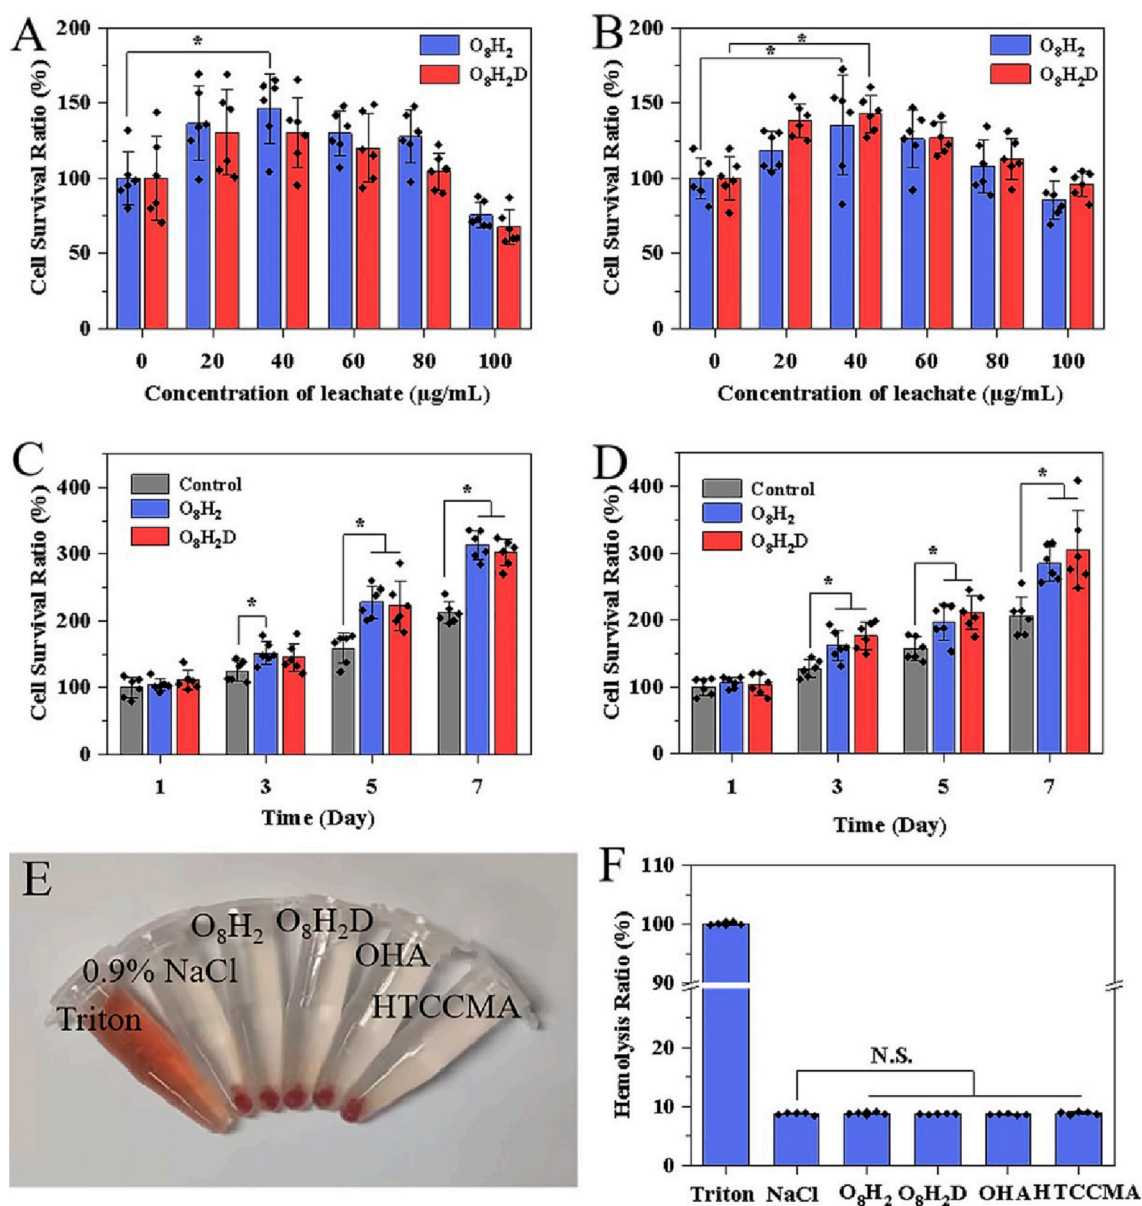 A
Cell Survival Ratio (%)
200
150
100
50
0
*
O₈H₂
O₈H₂D
0 20 40 60 80 100
Concentration of leachate (μg/mL)
B
Cell Survival Ratio (%)
200
150
100
50
0
*
*
O₈H₂
O₈H₂D
0 20 40 60 80 100
Concentration of leachate (μg/mL)
C
Cell Survival Ratio (%)
400
300
200
100
0
Control
O₈H₂
O₈H₂D
*
*
*
1 3 5 7
Time (Day)
D
Cell Survival Ratio (%)
400
300
200
100
0
Control
O₈H₂
O₈H₂D
*
*
*
1 3 5 7
Time (Day)
E
Triton
0.9% NaCl
O₈H₂
O₈H₂D
OHA
HTCCMA
F
Hemolysis Ratio (%)
110
100
90
20
10
0
N.S.
Triton NaCl O₈H₂ O₈H₂D OHA HTCCMA